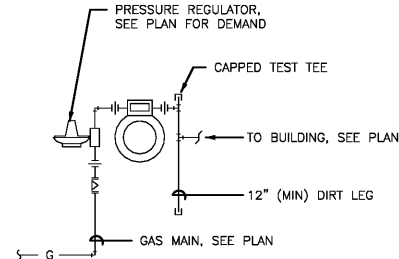 PRESSURE REGULATOR,
SEE PLAN FOR DEMAND
CAPPED TEST TEE
TO BUILDING, SEE PLAN
12" (MIN) DIRT LEG
GAS MAIN, SEE PLAN
G